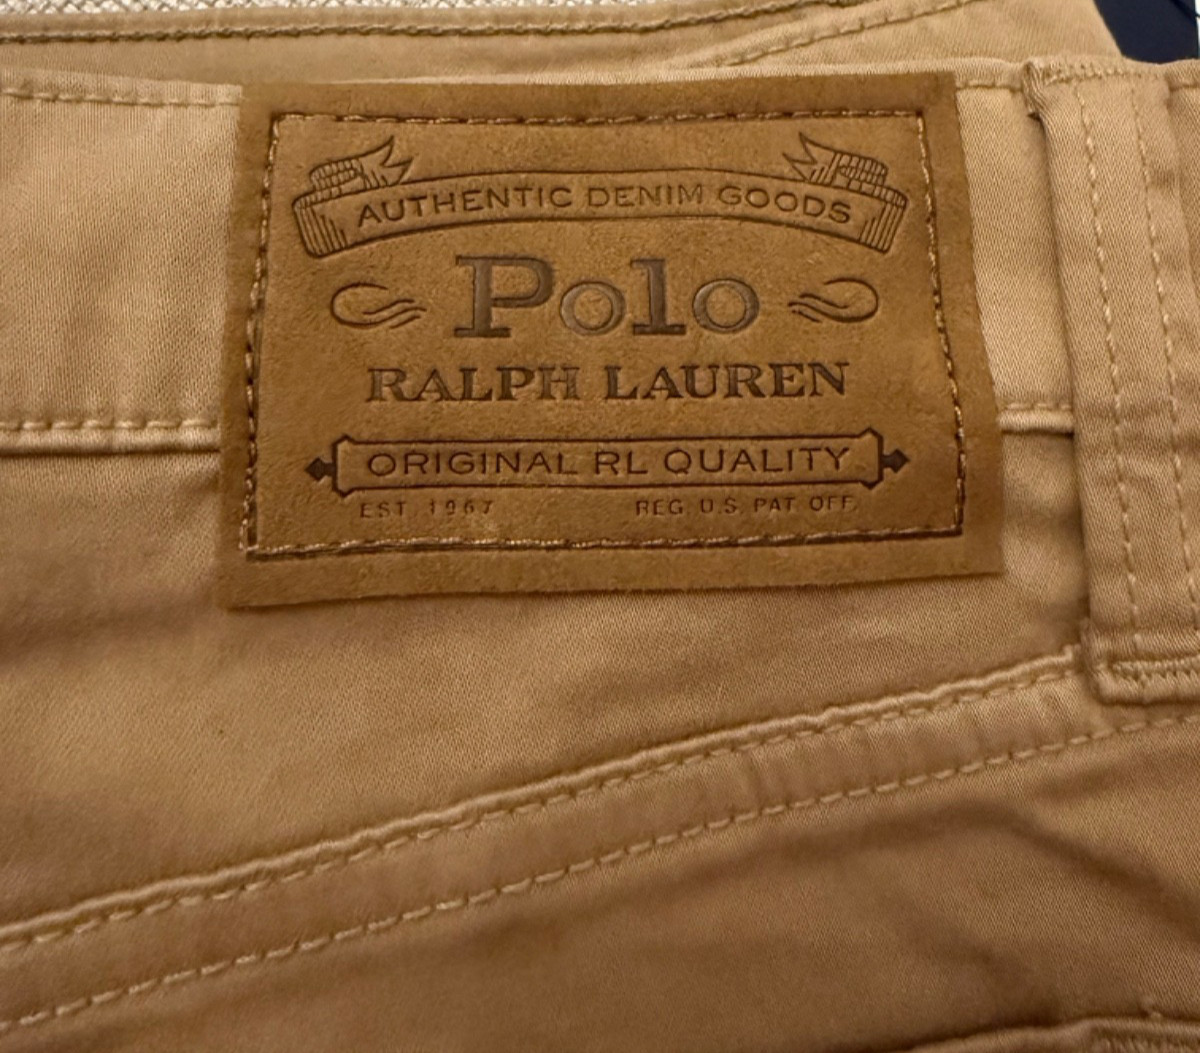 AUTHENTIC DENIM GOODS
Polo
RALPH LAUREN
ORIGINAL RL QUALITY
EST. 1967 REG. U.S. PAT. OFF.